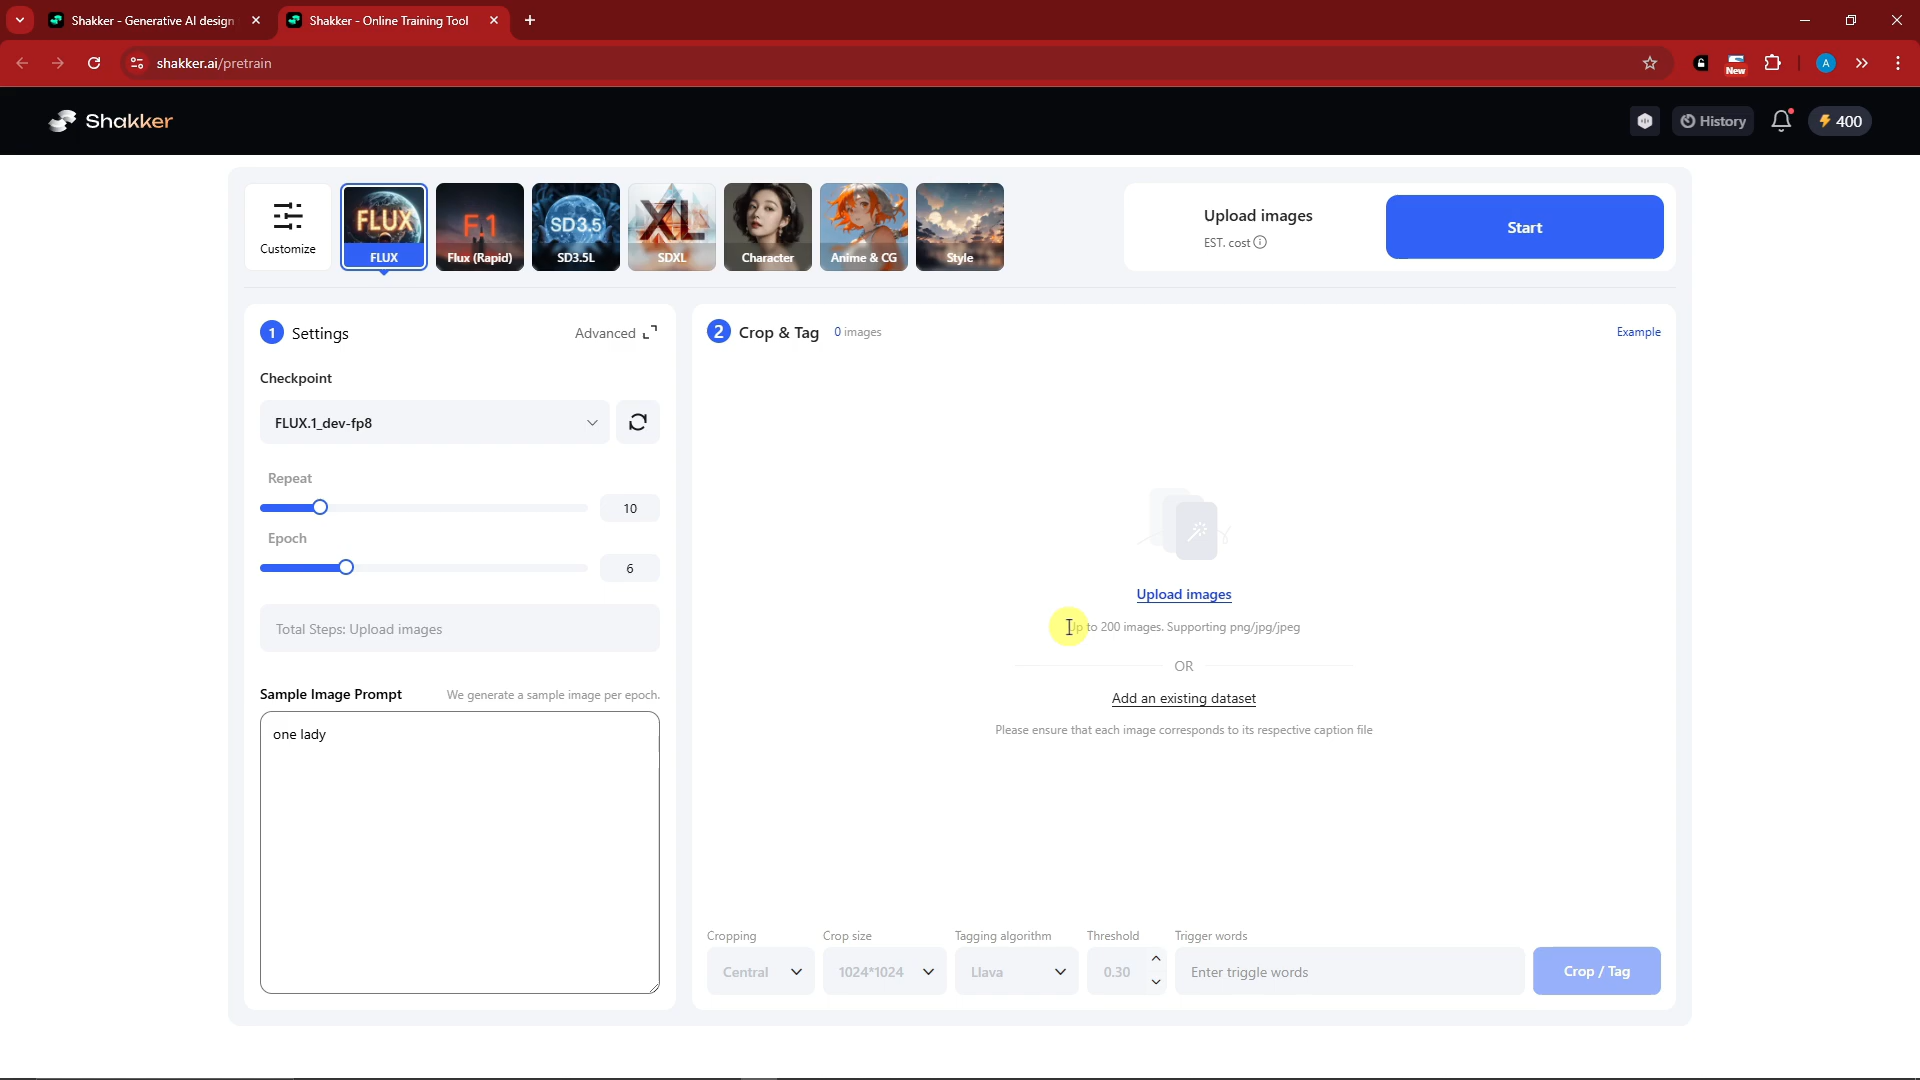 Shakker - Generative AI design
Shakker - Online Training Tool
shakker.ai/pretrain
New
A
Shakker
History
400
Customize
FLUX
FLUX
F.1
Flux (Rapid)
SD3.5
SD3.5L
XL
SDXL
Character
Anime & CG
Style
Upload images
EST. cost
Start
1 Settings
Advanced
2 Crop & Tag 0 images
Example
Checkpoint
FLUX.1_dev-fp8
Repeat
10
Epoch
6
Total Steps: Upload images
Sample Image Prompt
We generate a sample image per epoch.
one lady
Upload images
Up to 200 images. Supporting png/jpg/jpeg
OR
Add an existing dataset
Please ensure that each image corresponds to its respective caption file
Cropping
Crop size
Tagging algorithm
Threshold
Trigger words
Central
1024*1024
Llava
0.30
Enter triggle words
Crop / Tag